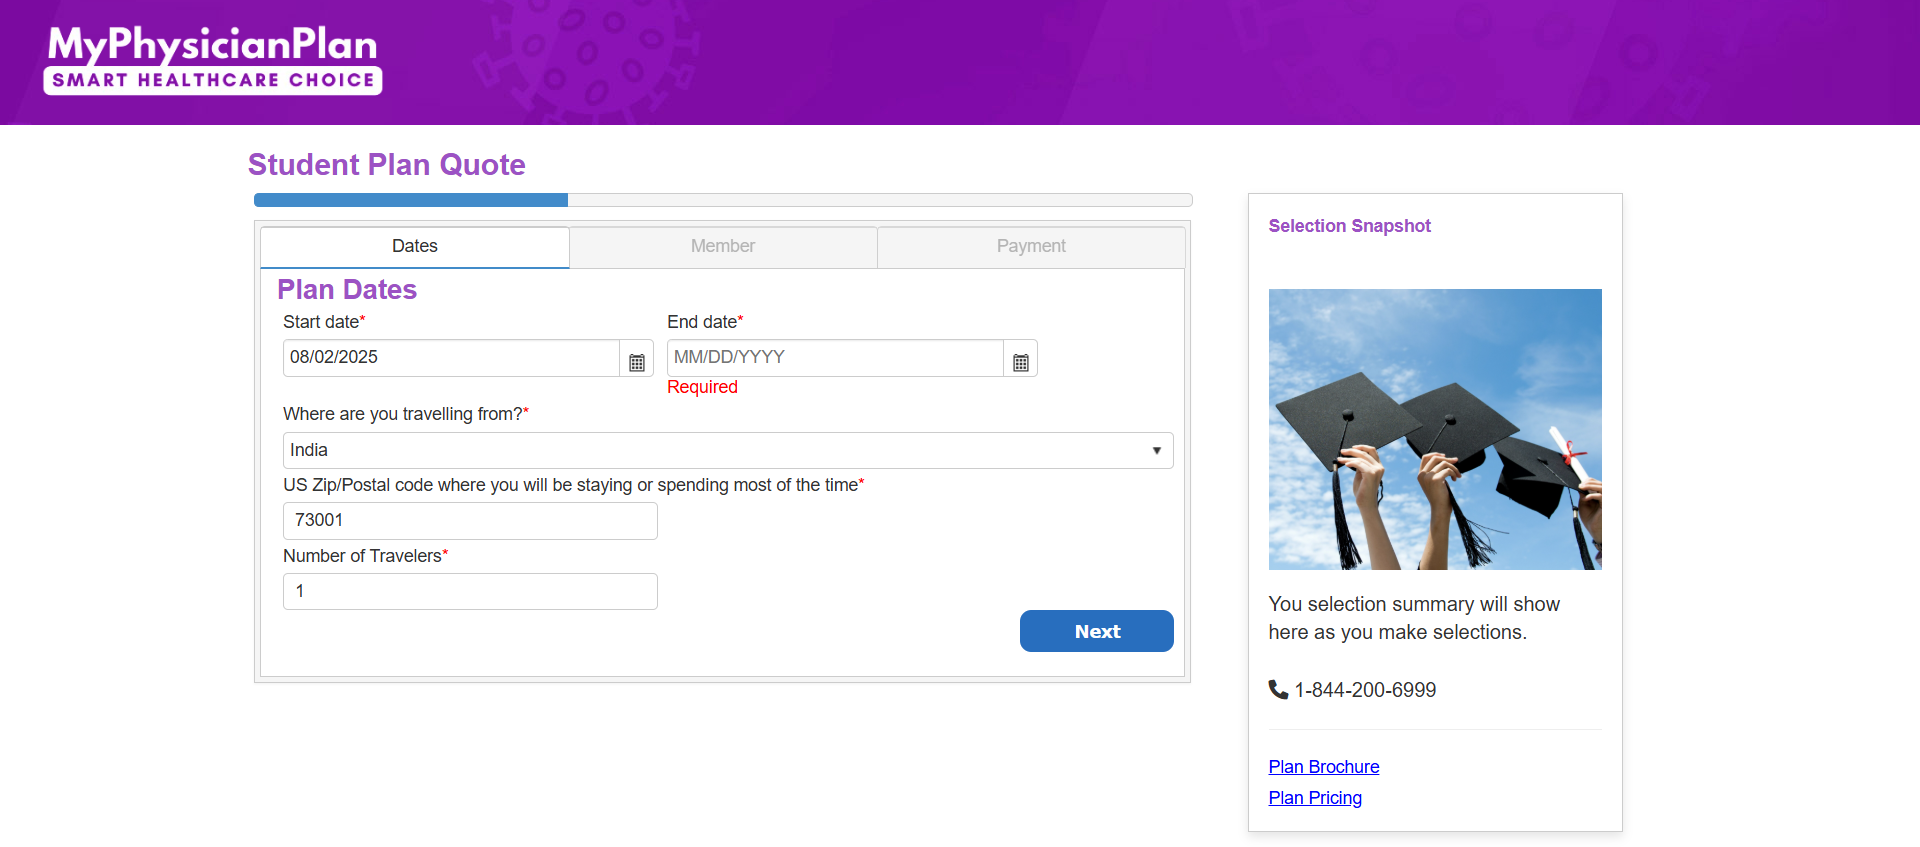 MyPhysicianPlan
SMART HEALTHCARE CHOICE
Student Plan Quote
Dates
Member
Payment
Plan Dates
Start date*
End date*
08/02/2025
MM/DD/YYYY
Required
Where are you travelling from?*
India
US Zip/Postal code where you will be staying or spending most of the time*
73001
Number of Travelers*
1
Next
Selection Snapshot
You selection summary will show
here as you make selections.
1-844-200-6999
Plan Brochure
Plan Pricing